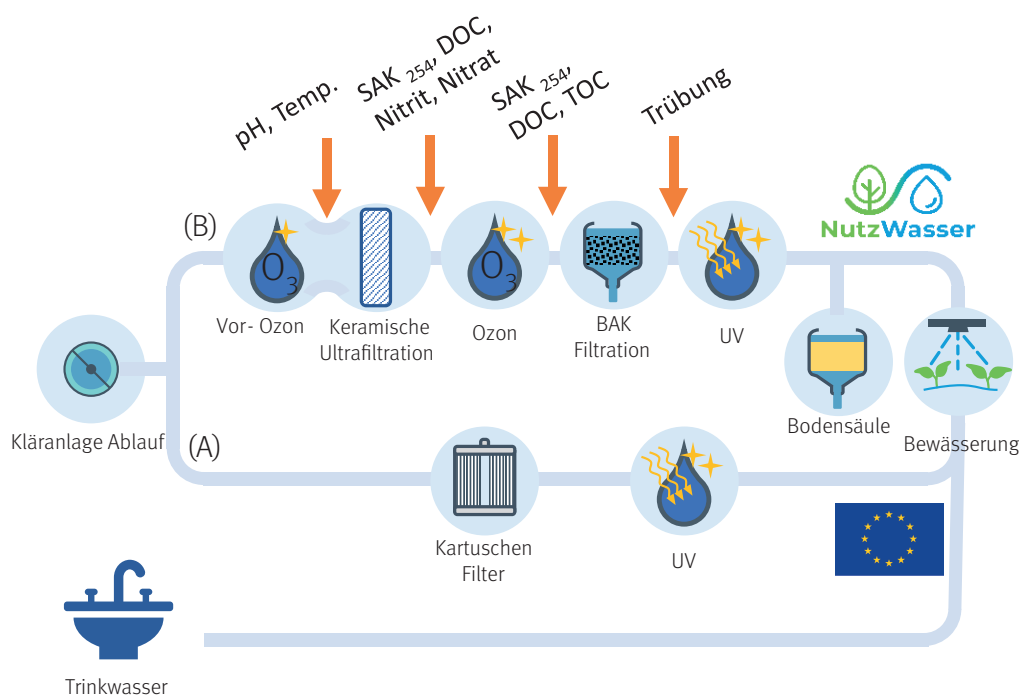 pH, Temp.
SAK 254, DOC,
Nitrit, Nitrat
SAK 254,
DOC, TOC
Trübung
NutzWasser
(B)
O3
Vor- Ozon
Keramische
Ultrafiltration
O3
Ozon
BAK
Filtration
UV
Bodensäule
Bewässerung
Kläranlage Ablauf
(A)
Kartuschen
Filter
UV
Trinkwasser